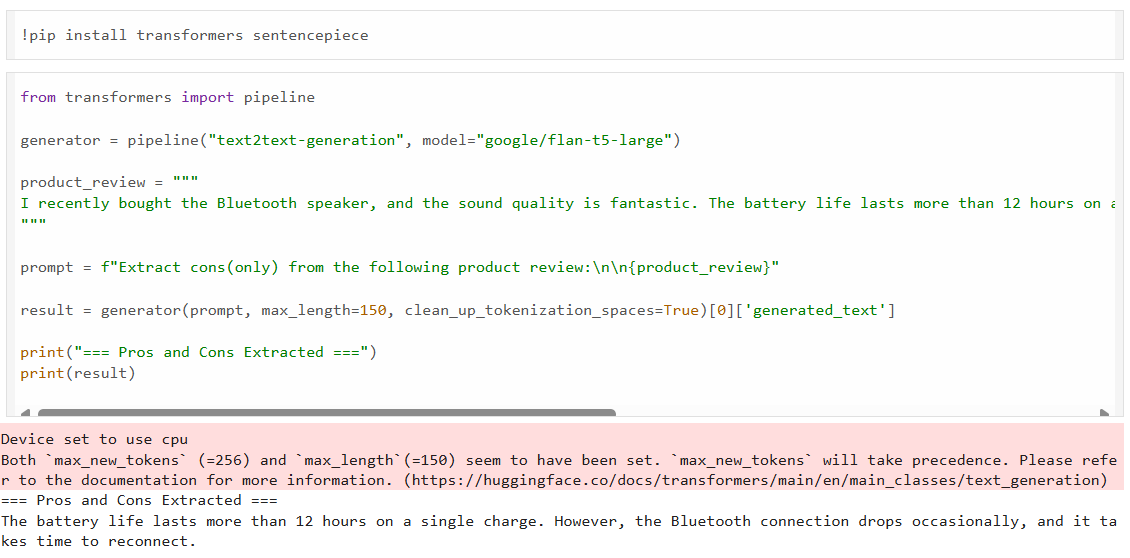 !pip install transformers sentencepiece
from transformers import pipeline
generator = pipeline("text2text-generation", model="google/flan-t5-large")
product_review = """
I recently bought the Bluetooth speaker, and the sound quality is fantastic. The battery life lasts more than 12 hours on
"""
prompt = f"Extract cons(only) from the following product review:\n\n{product_review}"
result = generator(prompt, max_length=150, clean_up_tokenization_spaces=True)[0]['generated_text']
print("=== Pros and Cons Extracted ===")
print(result)
Device set to use cpu
Both `max_new_tokens` (=256) and `max_length`(=150) seem to have been set. `max_new_tokens` will take precedence. Please refe
r to the documentation for more information. (https://huggingface.co/docs/transformers/main/en/main_classes/text_generation)
=== Pros and Cons Extracted ===
The battery life lasts more than 12 hours on a single charge. However, the Bluetooth connection drops occasionally, and it ta
kes time to reconnect.